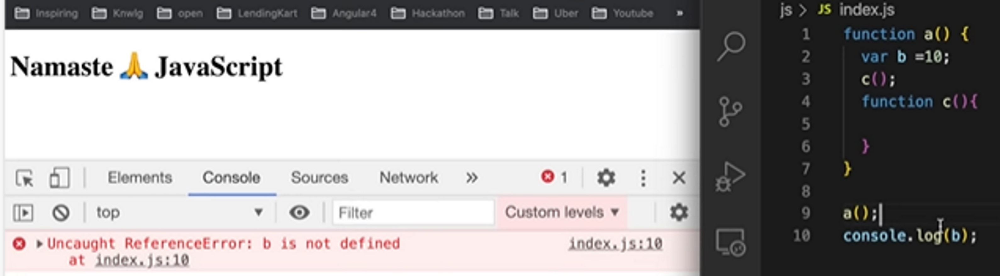 Inspiring Knwlg open LendingKart Angular4 Hackathon Talk Uber Youtube »
Namaste 🙏 JavaScript
Elements Console Sources Network » 1
top Filter Custom levels ▼
Uncaught ReferenceError: b is not defined index.js:10
at index.js:10
js > JS index.js
1 function a() {
2 var b =10;
3 c();
4 function c(){
5
6 }
7 }
8
9 a();
10 console.log(b);